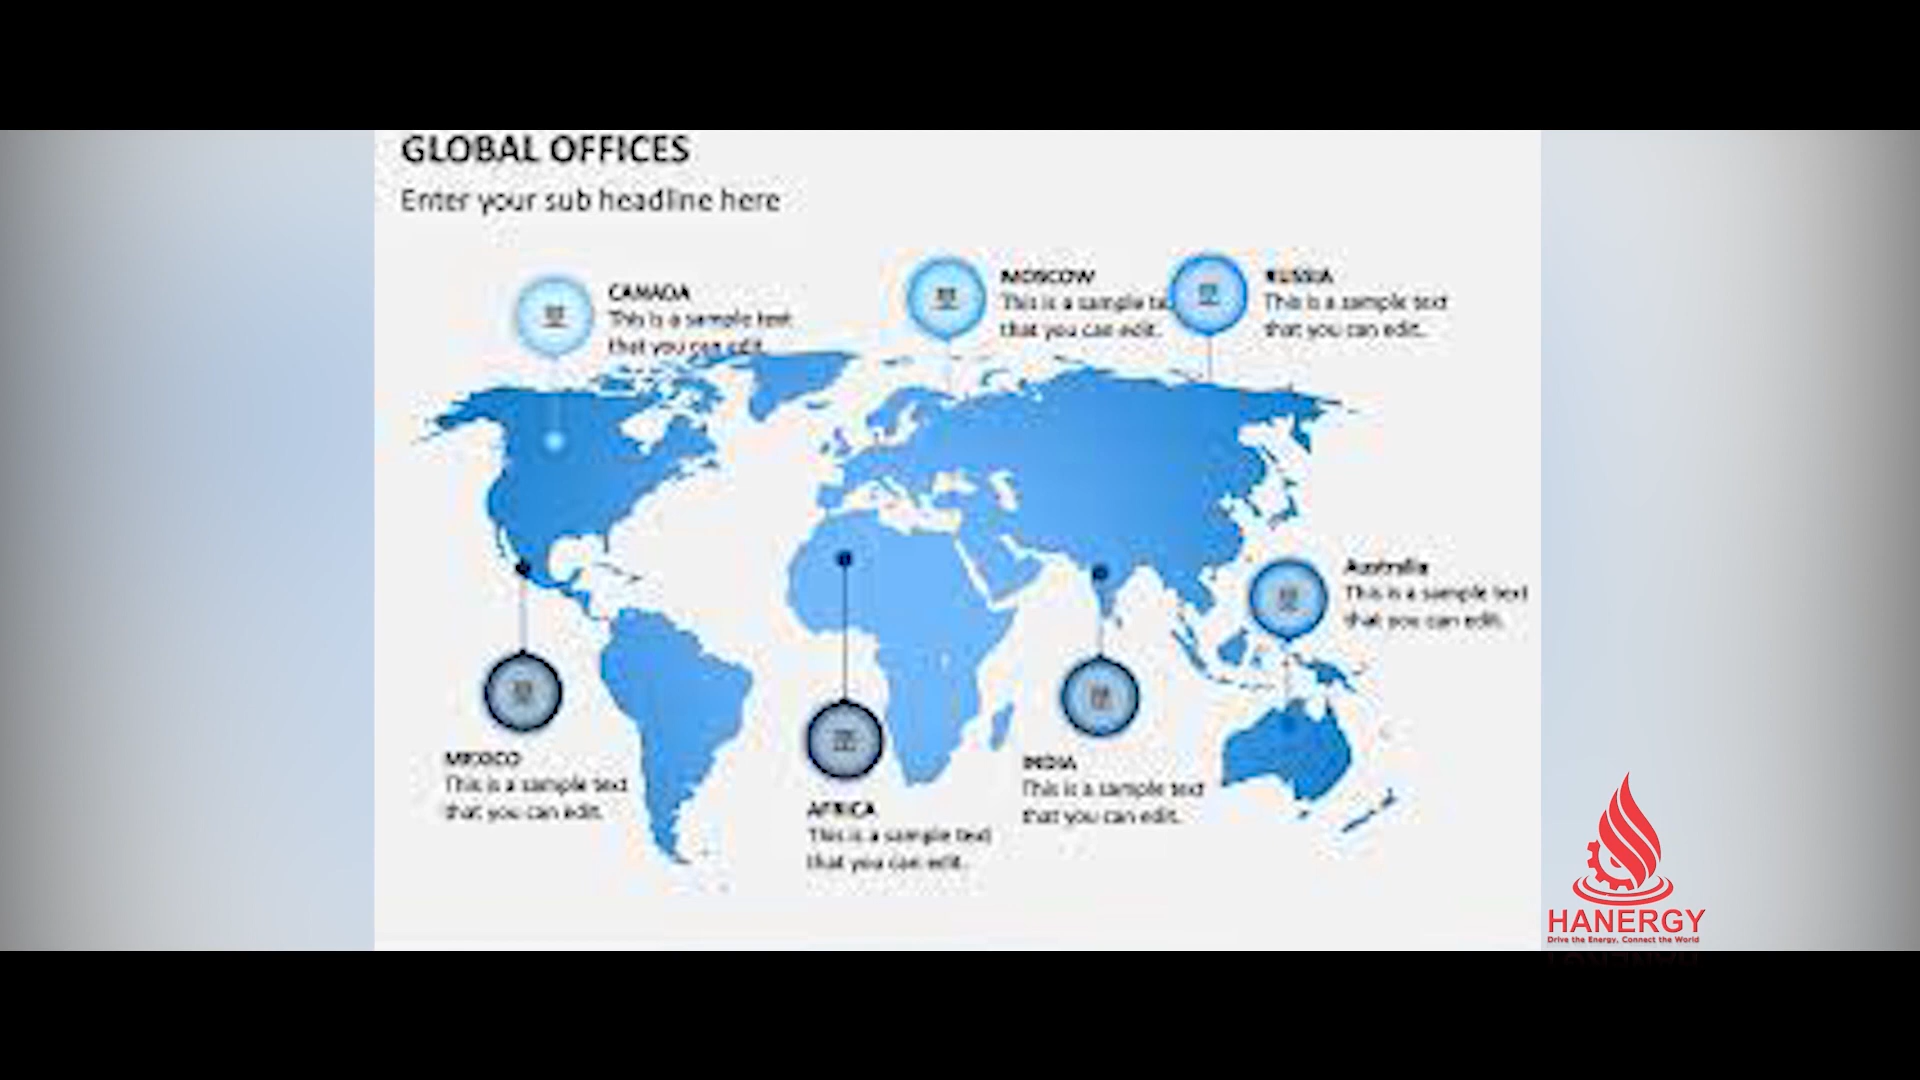 GLOBAL OFFICES
Enter your sub headline here
CANADA
This is a sample text
that you can edit.
MOSCOW
This is a sample te
that you can edit.
RUSSIA
This is a sample text
that you can edit.
Australia
This is a sample text
that you can edit.
MEXICO
This is a sample text
that you can edit.
AFRICA
This is a sample text
that you can edit.
INDIA
This is a sample text
that you can edit.
HANERGY
Drive the Energy, Connect the World